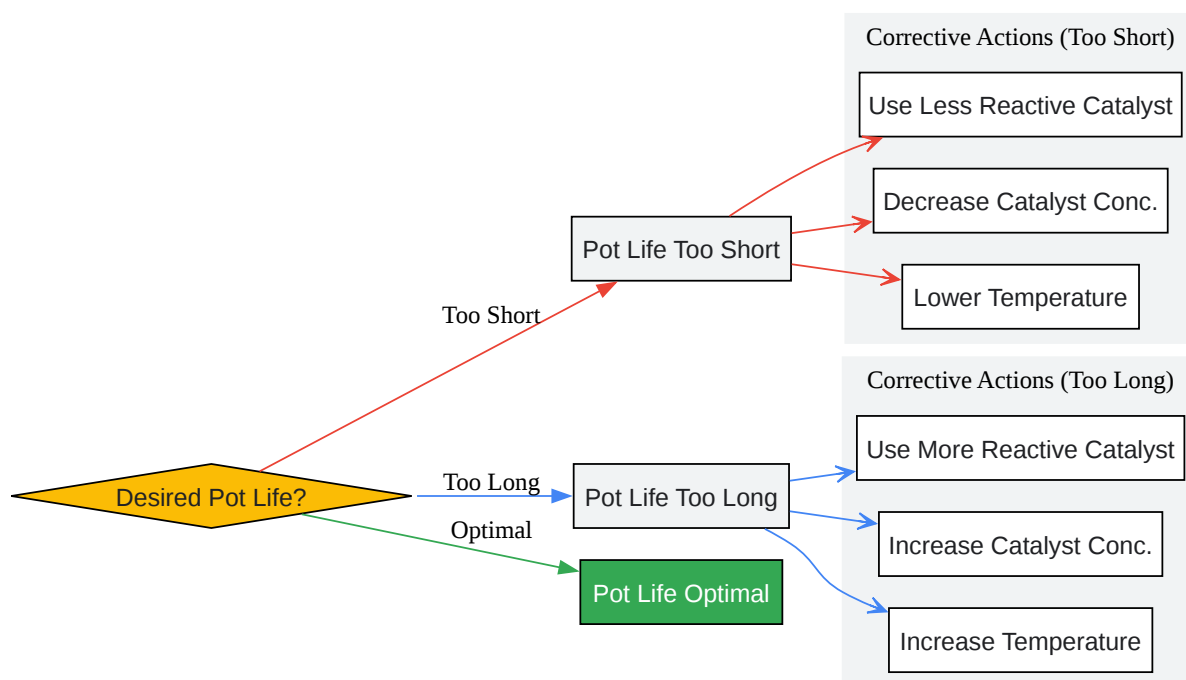 Corrective Actions (Too Short)
Use Less Reactive Catalyst
Decrease Catalyst Conc.
Pot Life Too Short
Lower Temperature
Too Short
Corrective Actions (Too Long)
Use More Reactive Catalyst
Too Long
Desired Pot Life?
Pot Life Too Long
Optimal
Increase Catalyst Conc.
Pot Life Optimal
Increase Temperature